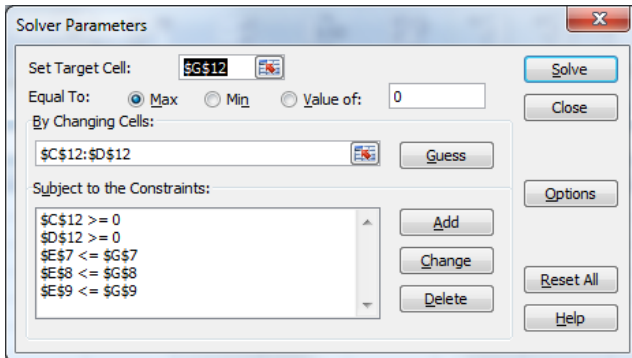 Solver Parameters
Set Target Cell: $G$12 Solve
Equal To: Max Min Value of: 0 Close
By Changing Cells:
$C$12:$D$12 Guess
Subject to the Constraints: Options
$C$12 >= 0 Add
$D$12 >= 0
$E$7 <= $G$7 Change
$E$8 <= $G$8 Reset All
$E$9 <= $G$9 Delete
Help